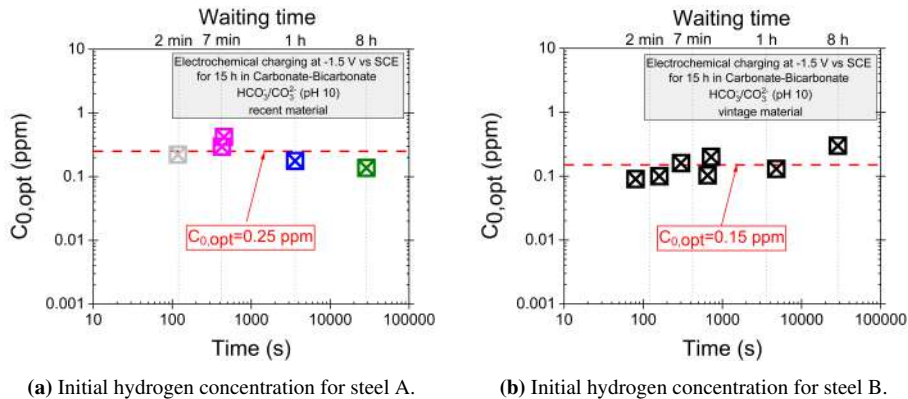 Waiting time
2 min 7 min 1 h 8 h
Electrochemical charging at -1.5 V vs SCE
for 15 h in Carbonate-Bicarbonate
HCO₃⁻/CO₃²⁻ (pH 10)
recent material
C0,opt (ppm)
10
1
0.1
0.01
0.001
C0,opt=0.25 ppm
10 100 1000 10000 100000
Time (s)
(a) Initial hydrogen concentration for steel A.
Waiting time
2 min 7 min 1 h 8 h
Electrochemical charging at -1.5 V vs SCE
for 15 h in Carbonate-Bicarbonate
HCO₃⁻/CO₃²⁻ (pH 10)
vintage material
C0,opt (ppm)
10
1
0.1
0.01
0.001
C0,opt=0.15 ppm
10 100 1000 10000 100000
Time (s)
(b) Initial hydrogen concentration for steel B.